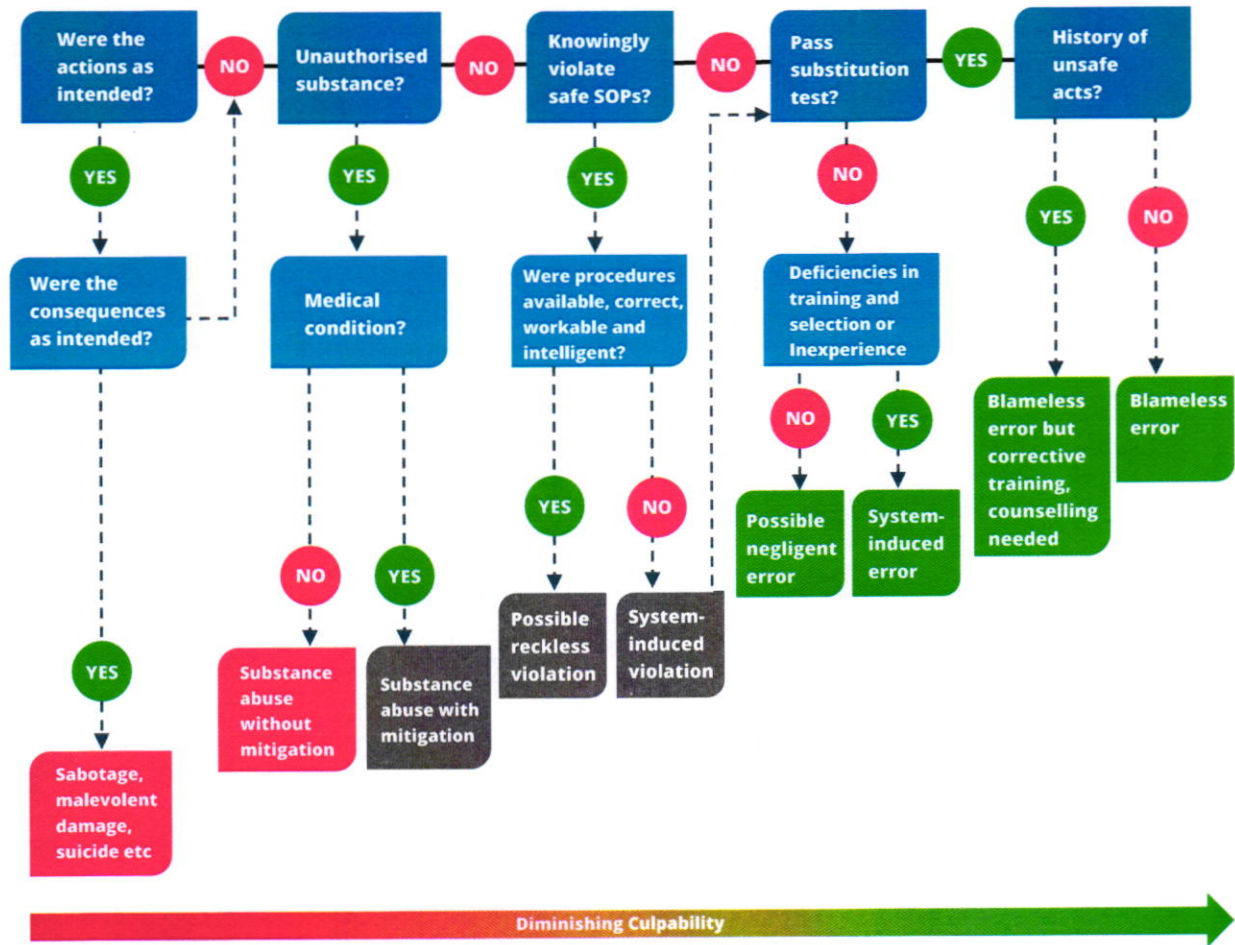 Were the
actions as
intended?
NO
Unauthorised
substance?
NO
Knowingly
violate
safe SOPs?
NO
Pass
substitution
test?
YES
History of
unsafe
acts?
YES
YES
YES
NO
YES
NO
Were the
consequences
as intended?
Medical
condition?
Were procedures
available, correct,
workable and
intelligent?
Deficiencies in
training and
selection or
Inexperience
NO
YES
Blameless
error but
corrective
training,
counselling
needed
Blameless
error
YES
NO
Possible
negligent
error
System-
induced
error
NO
YES
Possible
reckless
violation
System-
induced
violation
YES
Substance
abuse
without
mitigation
Substance
abuse with
mitigation
Sabotage,
malevolent
damage,
suicide etc
Diminishing Culpability